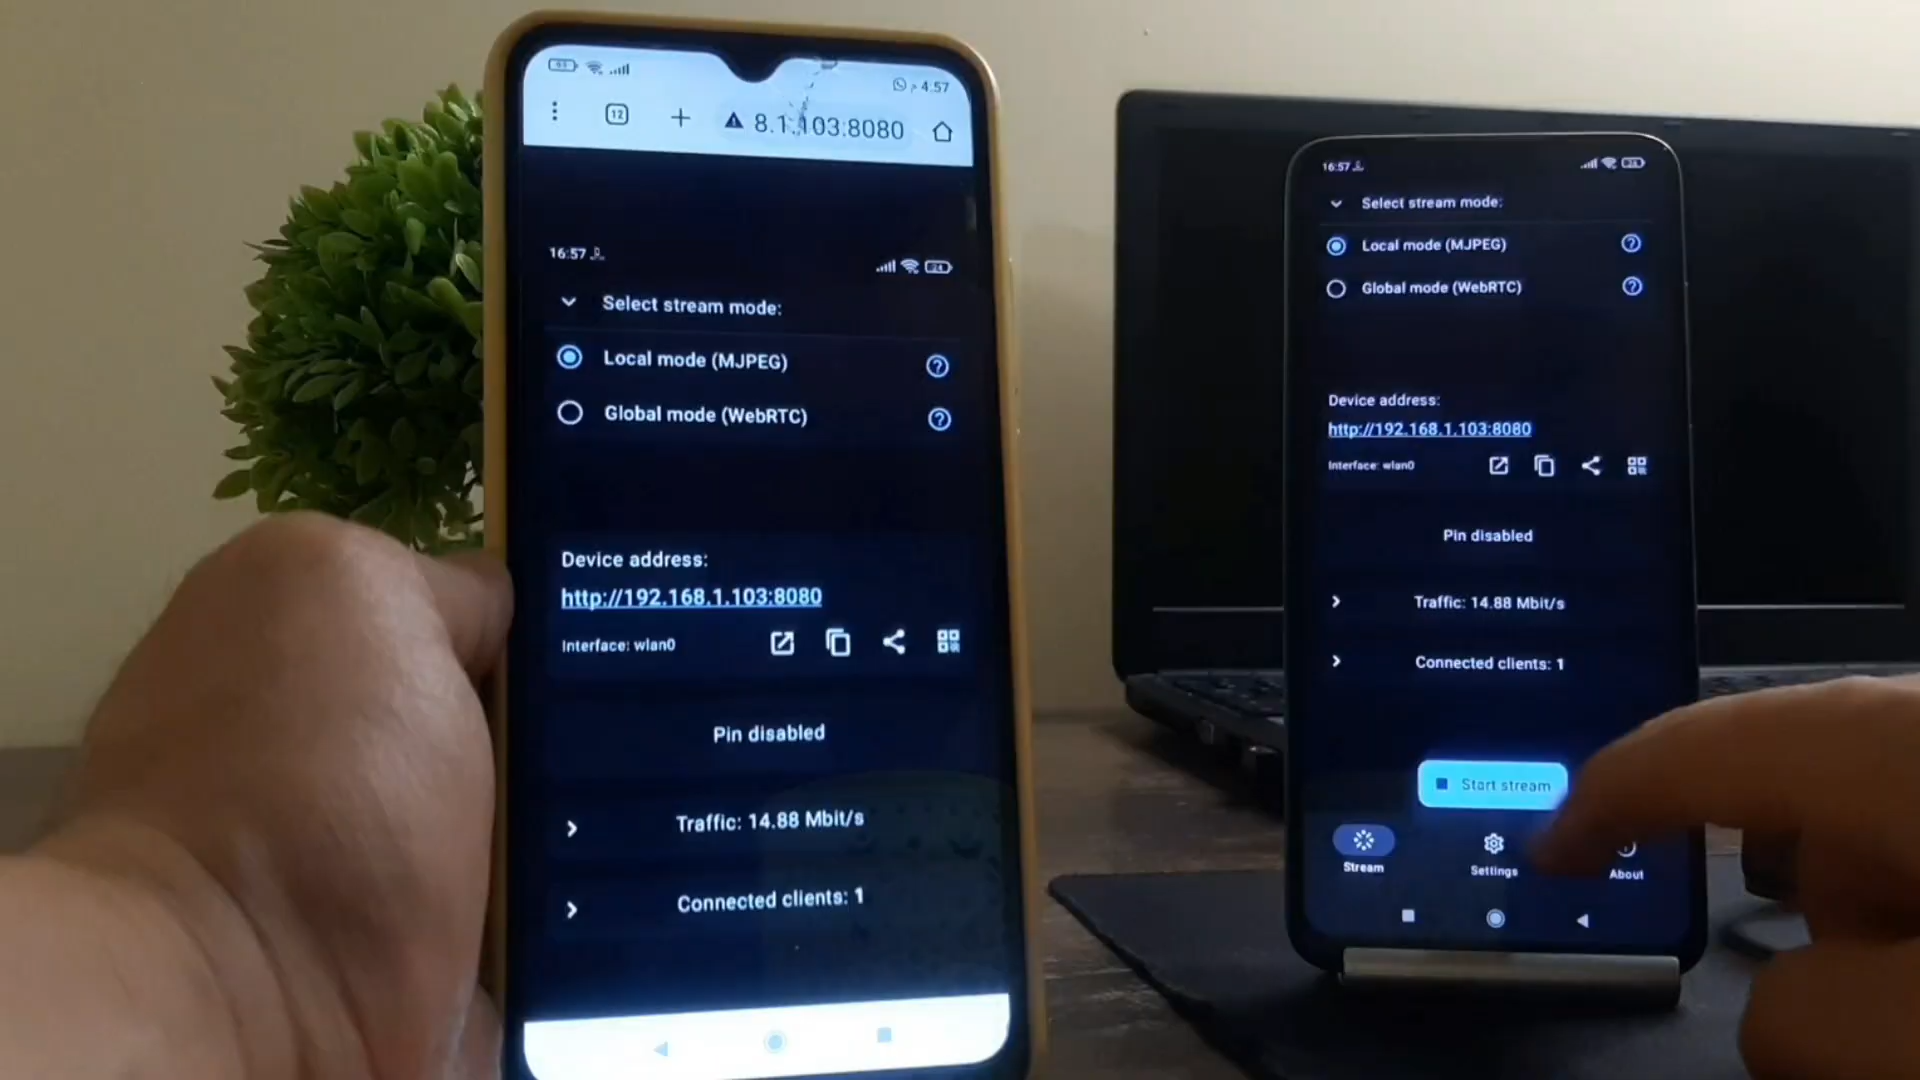 4:57
12
8.1.103:8080
16:57
Select stream mode:
Local mode (MJPEG)
Global mode (WebRTC)
Device address:
http://192.168.1.103:8080
Interface: wlan0
Pin disabled
Traffic: 14.88 Mbit/s
Connected clients: 1
16:57
Select stream mode:
Local mode (MJPEG)
Global mode (WebRTC)
Device address:
http://192.168.1.103:8080
Interface: wlan0
Pin disabled
Traffic: 14.88 Mbit/s
Connected clients: 1
Start stream
Stream
Settings
About